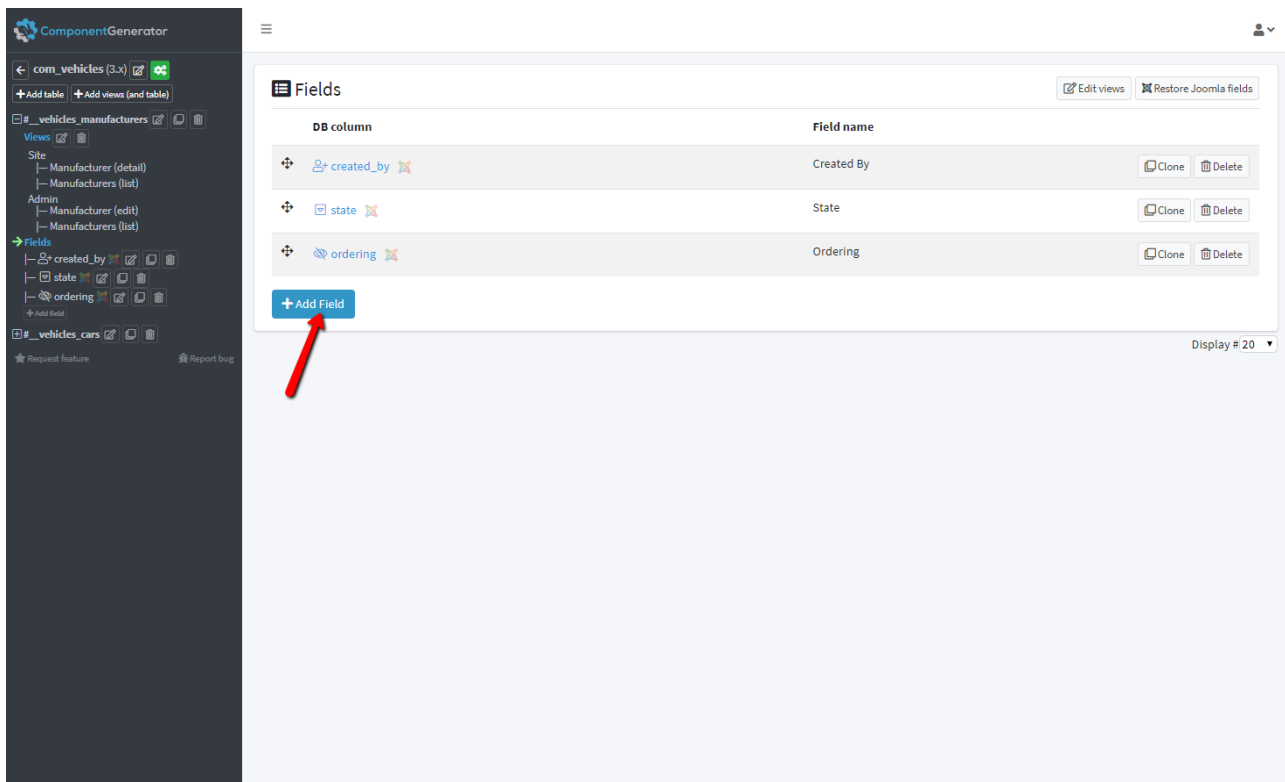 ComponentGenerator
com_vehicles (3.x)
Add table Add views (and table)
#__vehicles_manufacturers
Views
Site
Manufacturer (detail)
Manufacturers (list)
Admin
Manufacturer (edit)
Manufacturers (list)
Fields
created_by
state
ordering
Add field
#__vehicles_cars
Request feature Report bug
Fields Edit views Restore Joomla fields
DB column Field name
created_by Created By Clone Delete
state State Clone Delete
ordering Ordering Clone Delete
Add Field
Display # 20